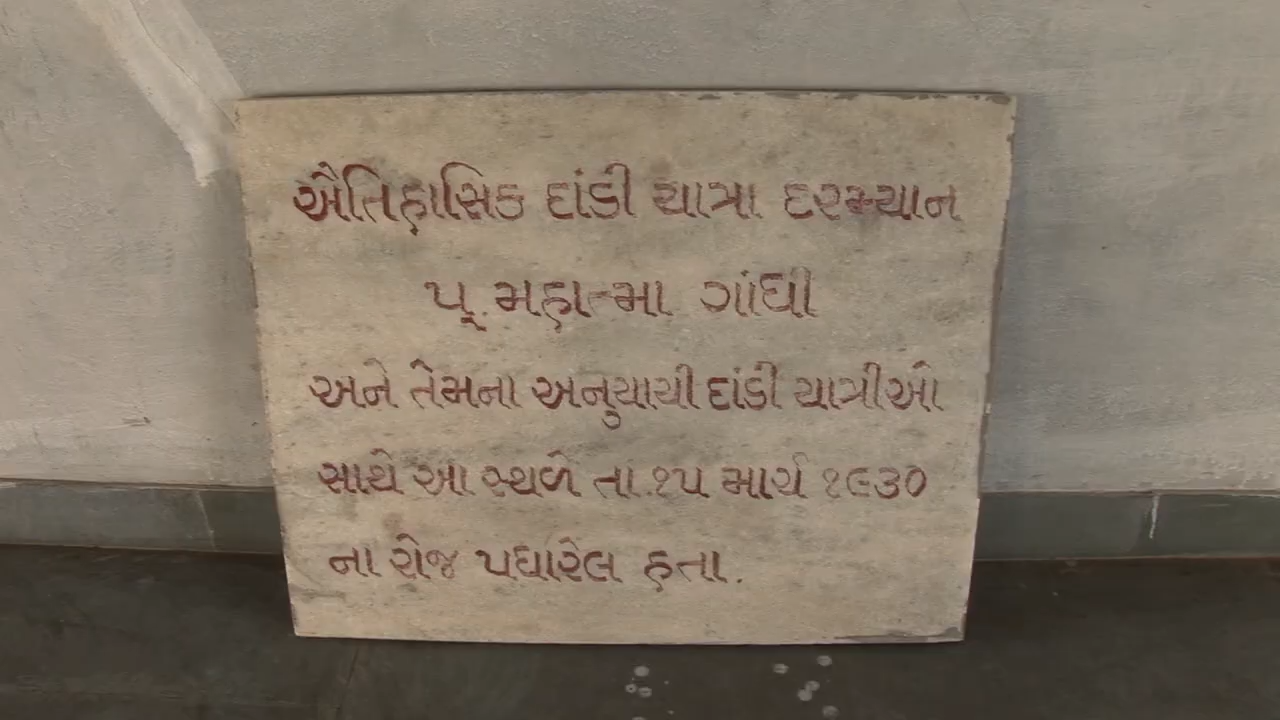 ઐતિહાસિક દાંડી યાત્રા દરમ્યાન
પૂ. મહાત્મા ગાંધી
અને તેમના અનુયાયી દાંડી યાત્રીઓ
સાથે આ સ્થળે તા.૧૫ માર્ચ ૧૯૩૦
ના રોજ પધારેલ હતા.